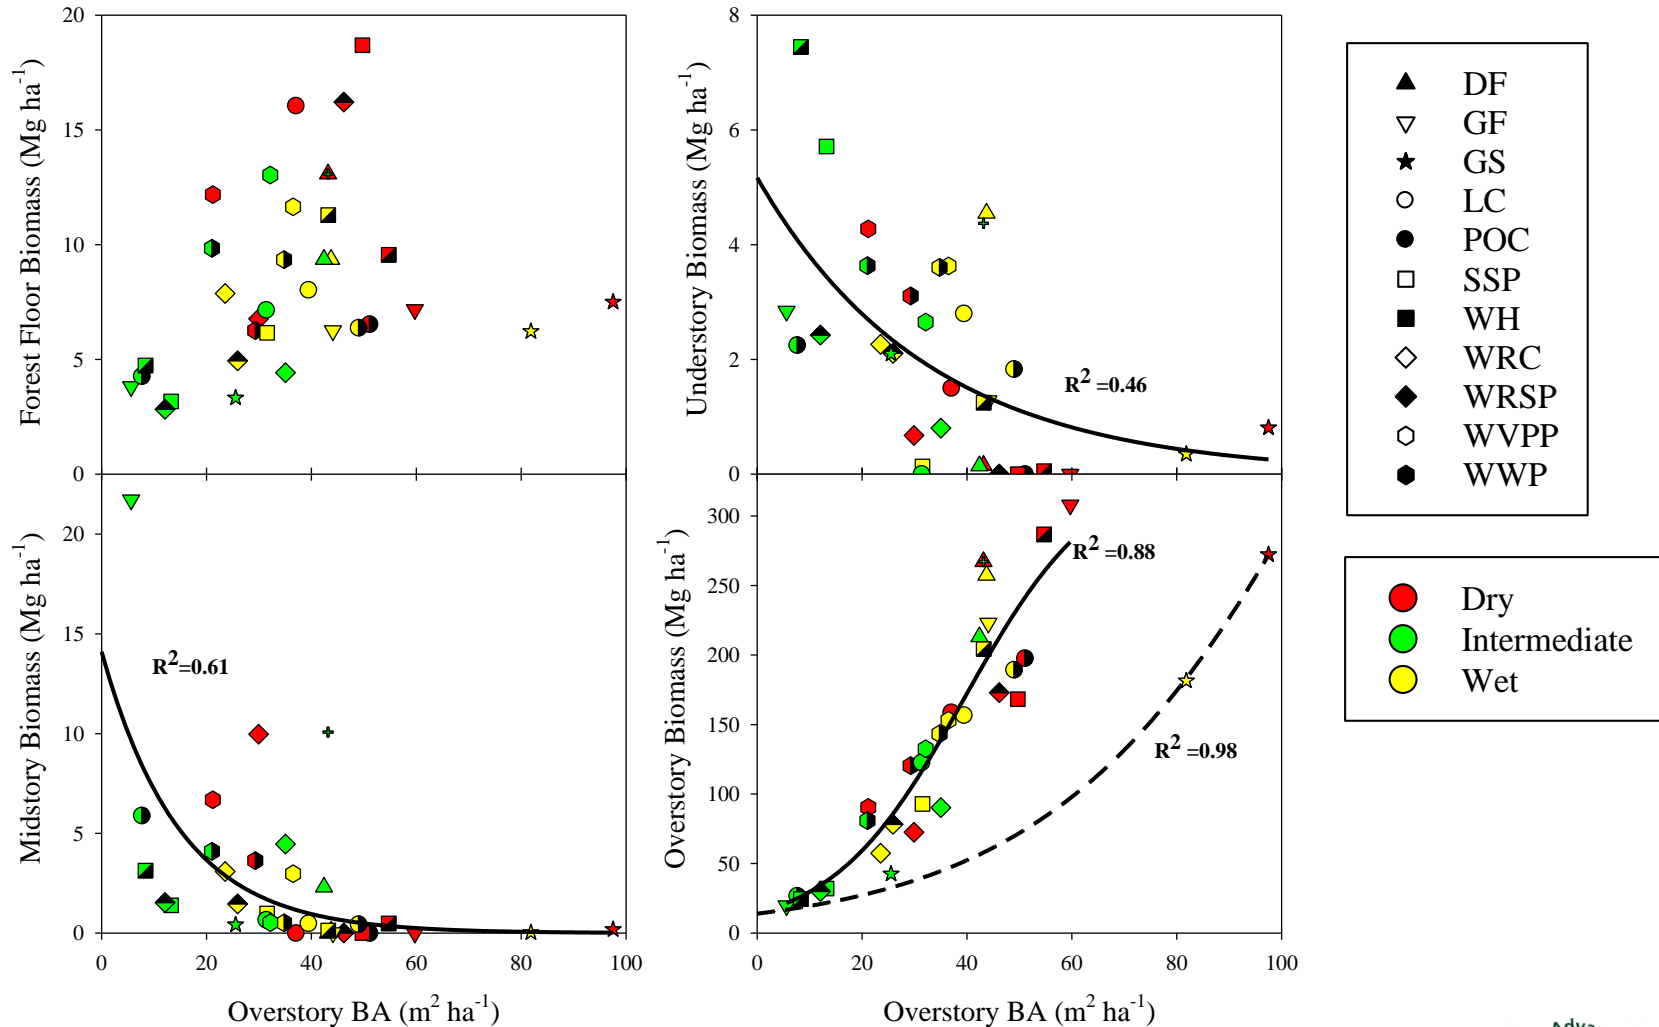 Forest Floor Biomass (Mg ha⁻¹)
20
15
10
5
0
Understory Biomass (Mg ha⁻¹)
8
6
4
2
0
R² =0.46
Midstory Biomass (Mg ha⁻¹)
20
15
10
5
0
R²=0.61
0 20 40 60 80 100
Overstory BA (m² ha⁻¹)
Overstory Biomass (Mg ha⁻¹)
300
250
200
150
100
50
0
R² =0.88
R² =0.98
0 20 40 60 80 100
Overstory BA (m² ha⁻¹)
DF
GF
GS
LC
POC
SSP
WH
WRC
WRSP
WVPP
WWP
Dry
Intermediate
Wet